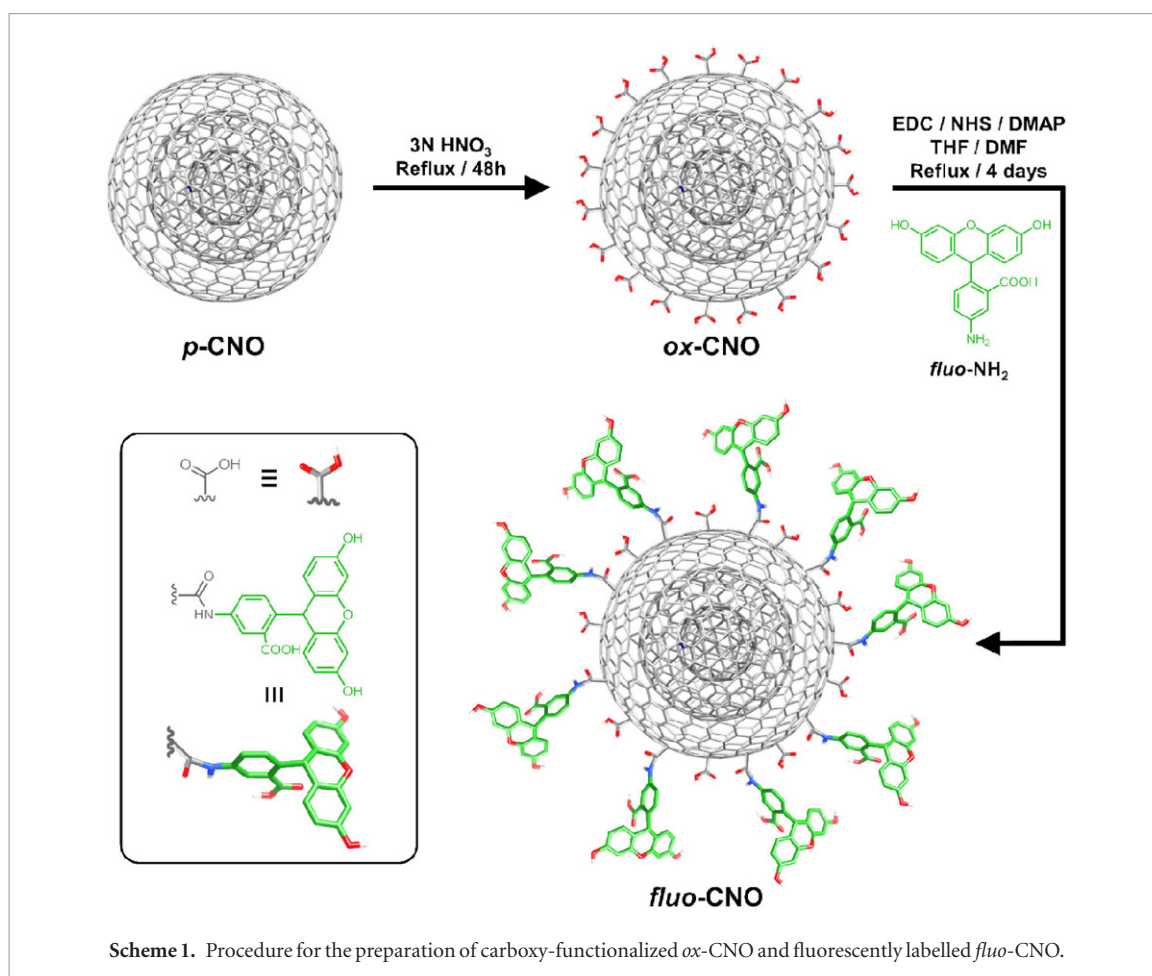 3N HNO₃
Reflux / 48h
p-CNO
ox-CNO
EDC / NHS / DMAP
THF / DMF
Reflux / 4 days
HO
O
OH
COOH
NH₂
fluo-NH₂
O
OH
≡
O
HN
COOH
OH
O
OH
≡
fluo-CNO
Scheme 1. Procedure for the preparation of carboxy-functionalized ox-CNO and fluorescently labelled fluo-CNO.